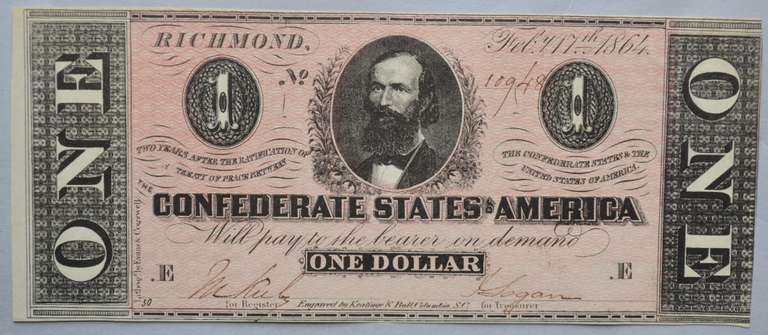 RICHMOND, Feb. 17th 1864.
1 No 1
TWO YEARS AFTER THE RATIFICATION OF
TREATY OF PEACE BETWEEN
THE CONFEDERATE STATES & THE
UNITED STATES OF AMERICA.
THE
CONFEDERATE STATES OF AMERICA
Will pay to the bearer on demand
ONE DOLLAR
E E
for Register Engraved by Keatinge & Ball, Columbia, S.C. for Treasurer
50
ONE
ONE